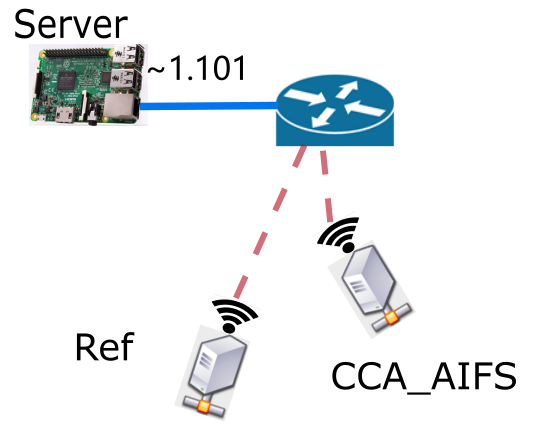 Server
~1.101
Ref
CCA_AIFS